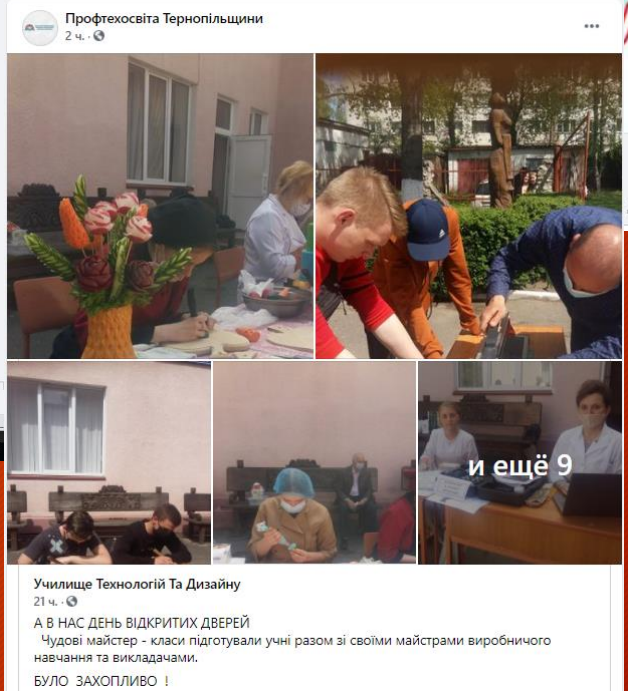 Профтехосвіта Тернопільщини
2 ч. ·
и ещё 9
Училище Технологій Та Дизайну
21 ч. ·
А В НАС ДЕНЬ ВІДКРИТИХ ДВЕРЕЙ
Чудові майстер - класи підготували учні разом зі своїми майстрами виробничого
навчання та викладачами.
БУЛО ЗАХОПЛИВО !